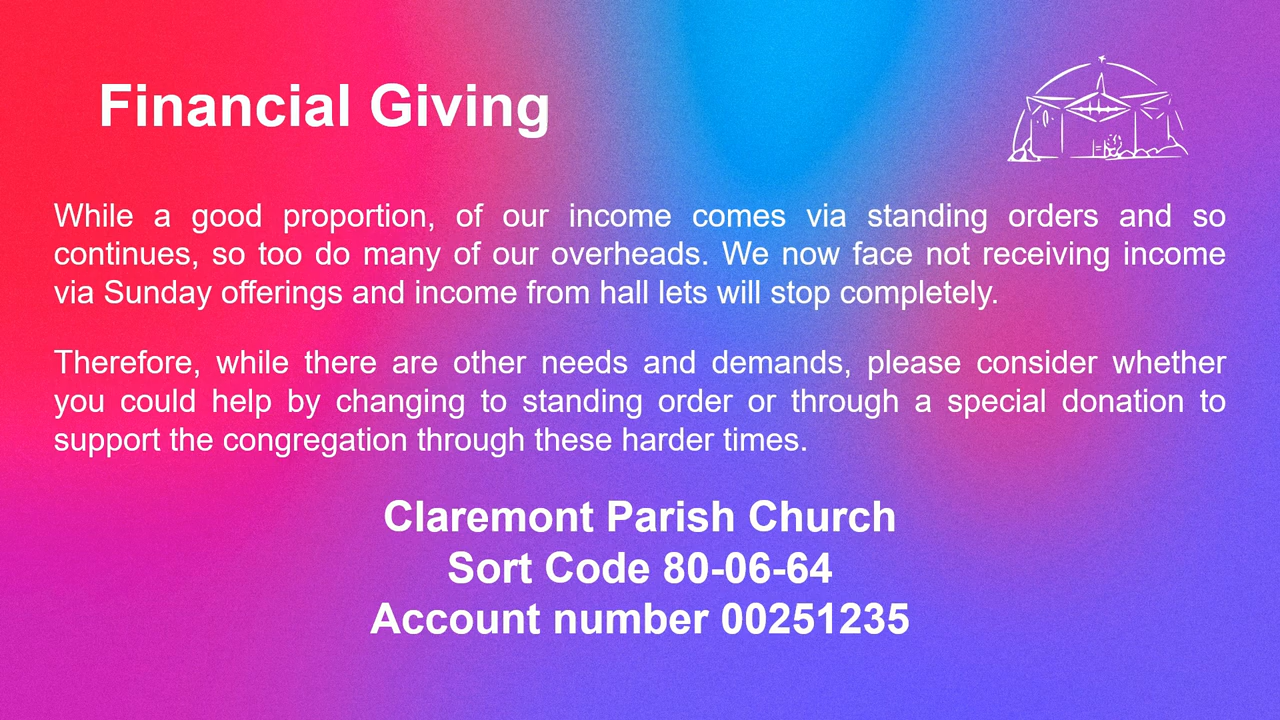 Financial Giving
While a good proportion, of our income comes via standing orders and so
continues, so too do many of our overheads. We now face not receiving income
via Sunday offerings and income from hall lets will stop completely.
Therefore, while there are other needs and demands, please consider whether
you could help by changing to standing order or through a special donation to
support the congregation through these harder times.
Claremont Parish Church
Sort Code 80-06-64
Account number 00251235